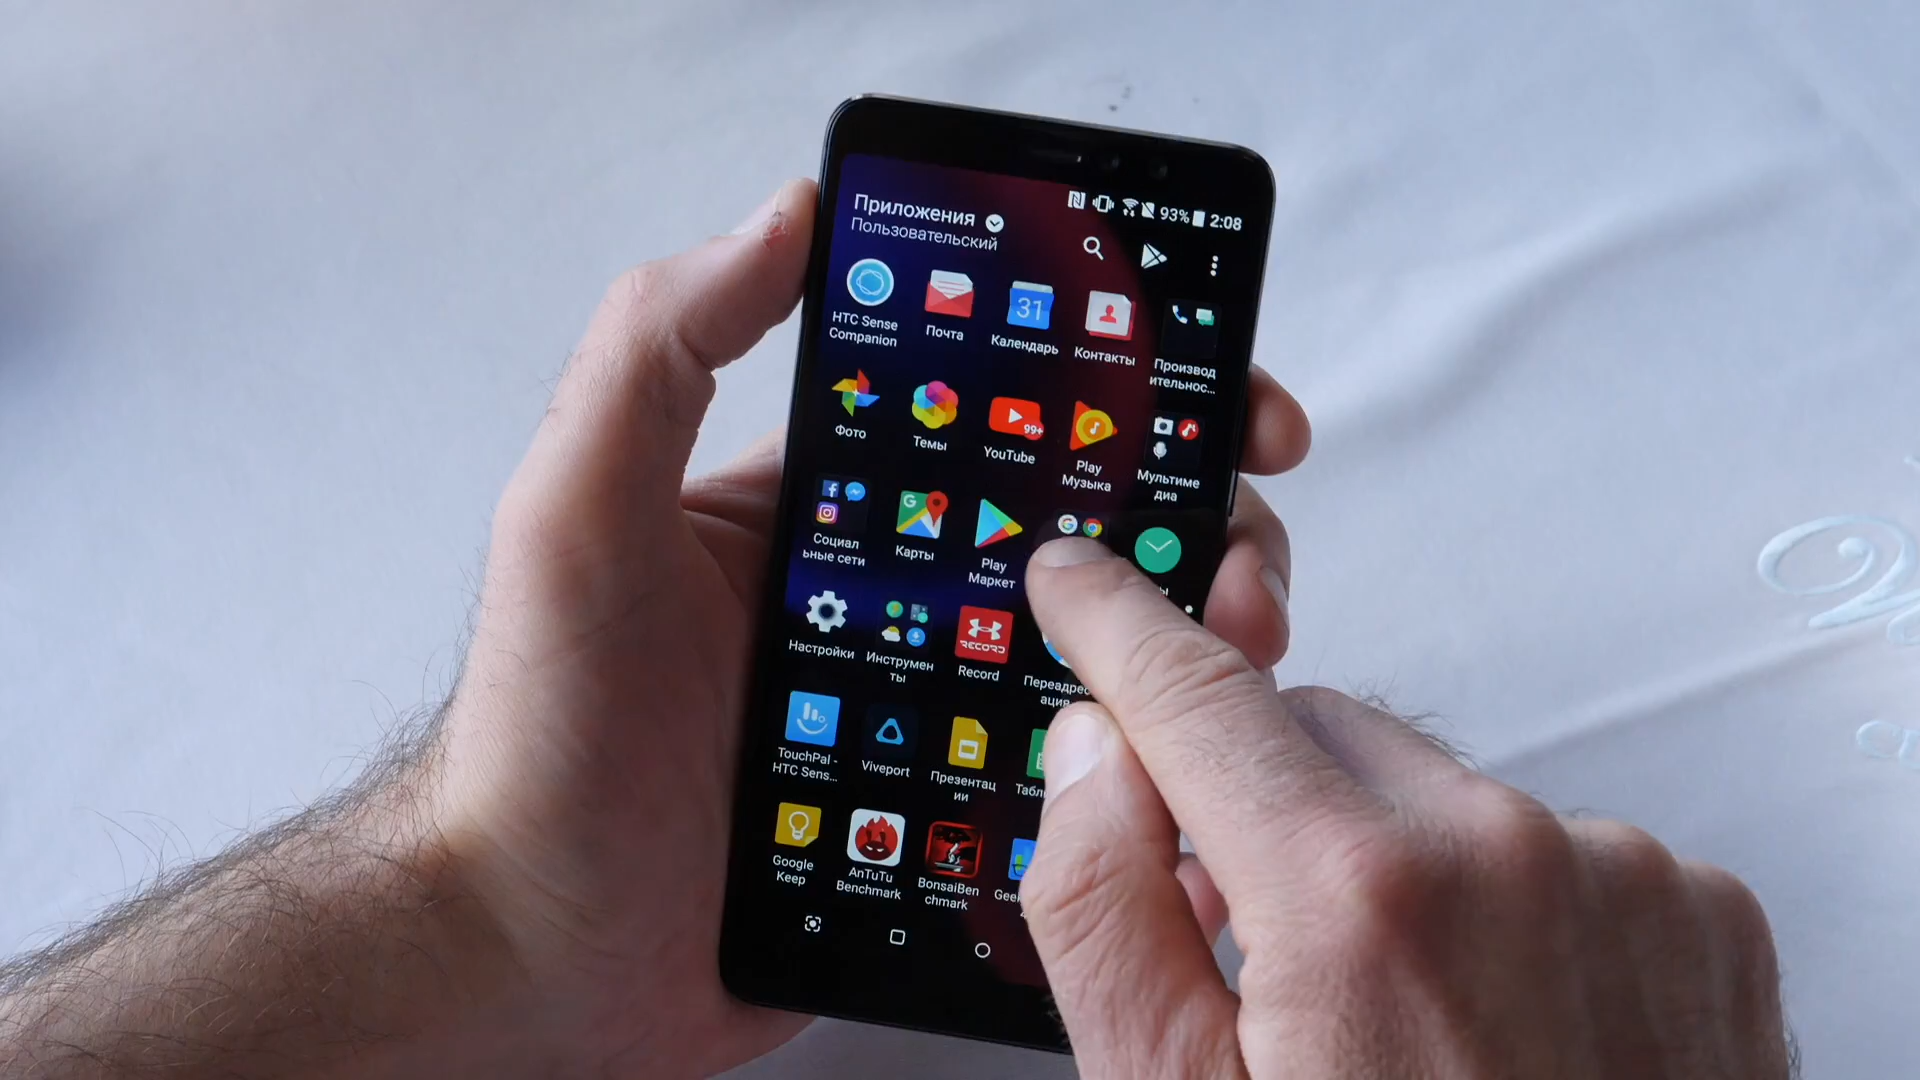 93% 2:08
Приложения
Пользовательский
HTC Sense
Companion
Почта
31
Календарь
Контакты
Производ
ительнос...
Фото
Темы
99+
YouTube
Play
Музыка
Мультиме
диа
Социал
ьные сети
G
Карты
Play
Маркет
G
Настройки
Инструмен
ты
RECORD
Record
Переадрес
ация
TouchPal -
HTC Sens...
Viveport
Презентац
ии
Google
Keep
AnTuTu
Benchmark
BonsaiBen
chmark